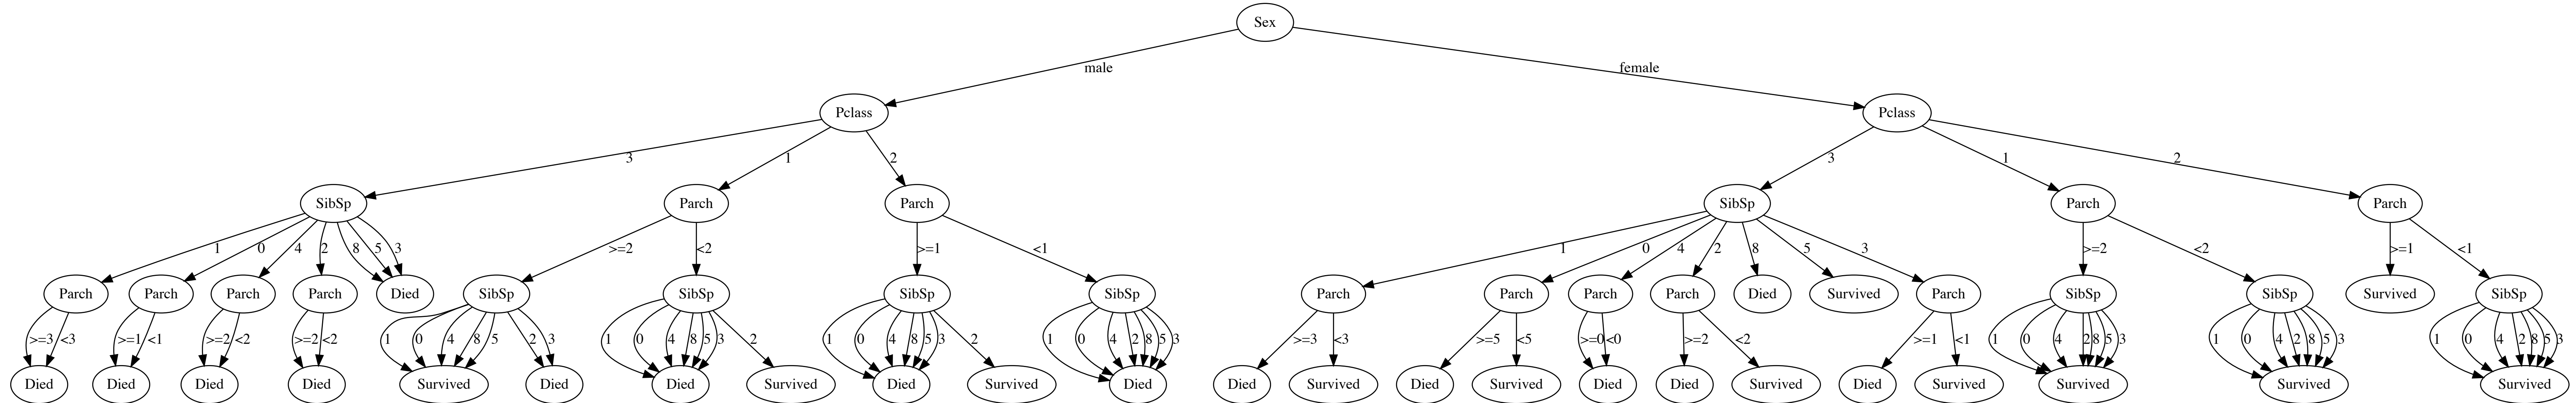 Sex
male female
Pclass Pclass
3 1 2 3 1 2
SibSp Parch Parch SibSp Parch Parch
1 0 4 2 8 5 3 >=2 <2 >=1 <1 1 0 4 2 8 5 3 >=2 <2 >=1 <1
Parch Parch Parch Parch Died SibSp SibSp SibSp SibSp Parch Parch Parch Parch Died Survived Parch SibSp SibSp Survived SibSp
>=3 <3 >=1 <1 >=2 <2 >=2 <2 1 0 4 8 5 2 3 1 0 4 8 5 3 2 1 0 4 8 5 3 2 1 0 4 2 8 5 3 >=3 <3 >=5 <5 >=0 <0 >=2 <2 >=1 <1 1 0 4 2 8 5 3 1 0 4 2 8 5 3 1 0 4 2 8 5 3
Died Died Died Died Survived Died Died Survived Died Survived Died Died Survived Died Survived Died Died Survived Died Survived Survived Survived Survived